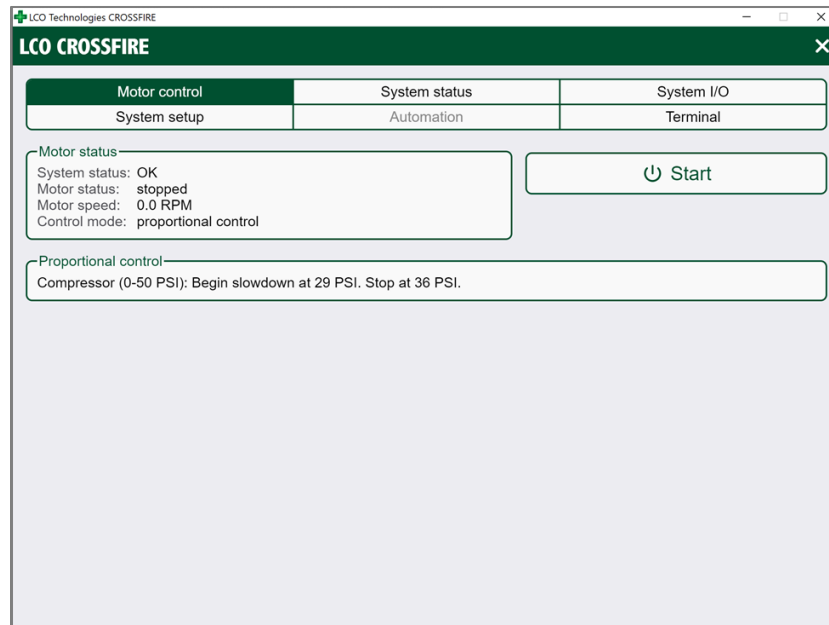 LCO Technologies CROSSFIRE
LCO CROSSFIRE
Motor control System status System I/O
System setup Automation Terminal
Motor status
System status: OK
Motor status: stopped
Motor speed: 0.0 RPM
Control mode: proportional control
Start
Proportional control
Compressor (0-50 PSI): Begin slowdown at 29 PSI. Stop at 36 PSI.